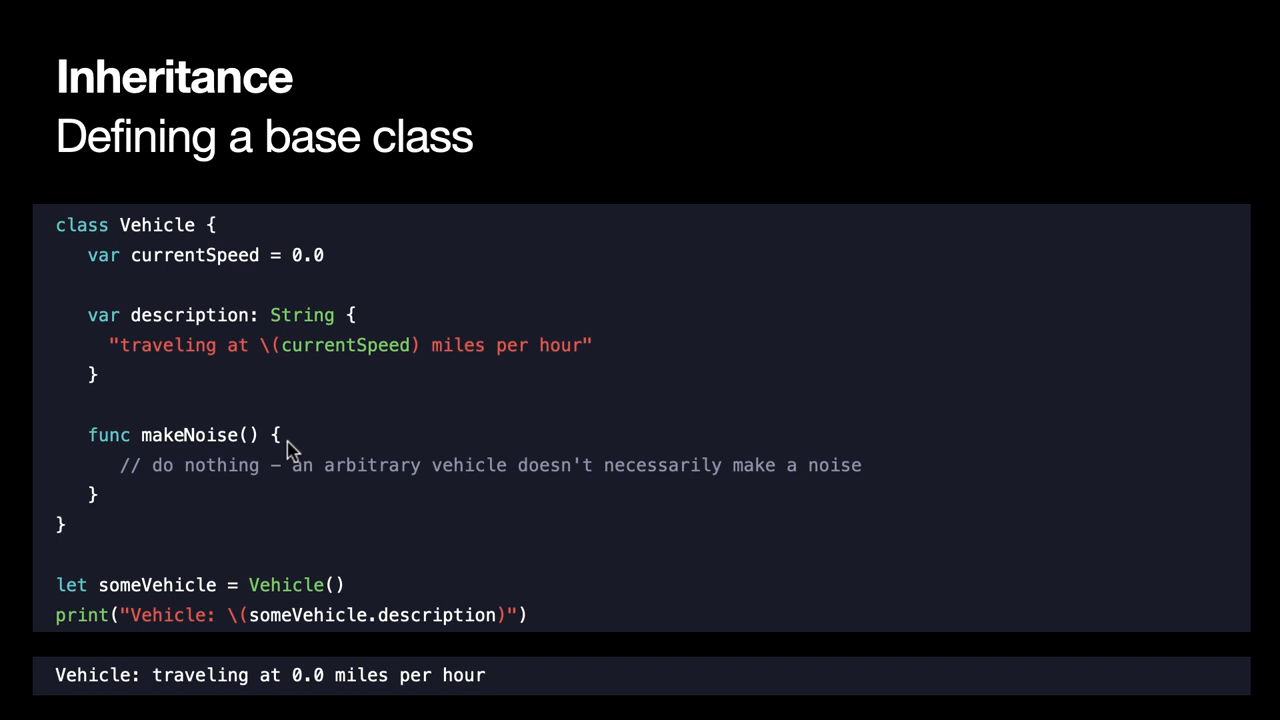 Inheritance
Defining a base class
class Vehicle {
var currentSpeed = 0.0
var description: String {
"traveling at \(currentSpeed) miles per hour"
}
func makeNoise() {
// do nothing – an arbitrary vehicle doesn't necessarily make a noise
}
}
let someVehicle = Vehicle()
print("Vehicle: \(someVehicle.description)")
Vehicle: traveling at 0.0 miles per hour